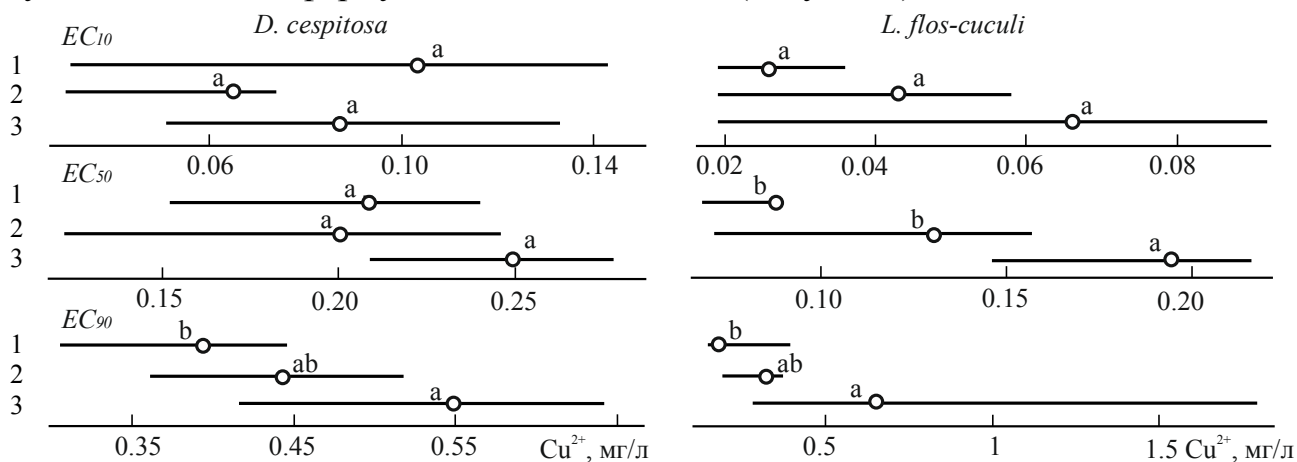 D. cespitosa L. flos-cuculi
EC10
1 a a
2 a a
3 a a
0.06 0.10 0.14 0.02 0.04 0.06 0.08
EC50
1 a b
2 a b
3 a a
0.15 0.20 0.25 0.10 0.15 0.20
EC90
1 b b
2 ab ab
3 a a
0.35 0.45 0.55 Cu²⁺, мг/л 0.5 1 1.5 Cu²⁺, мг/л